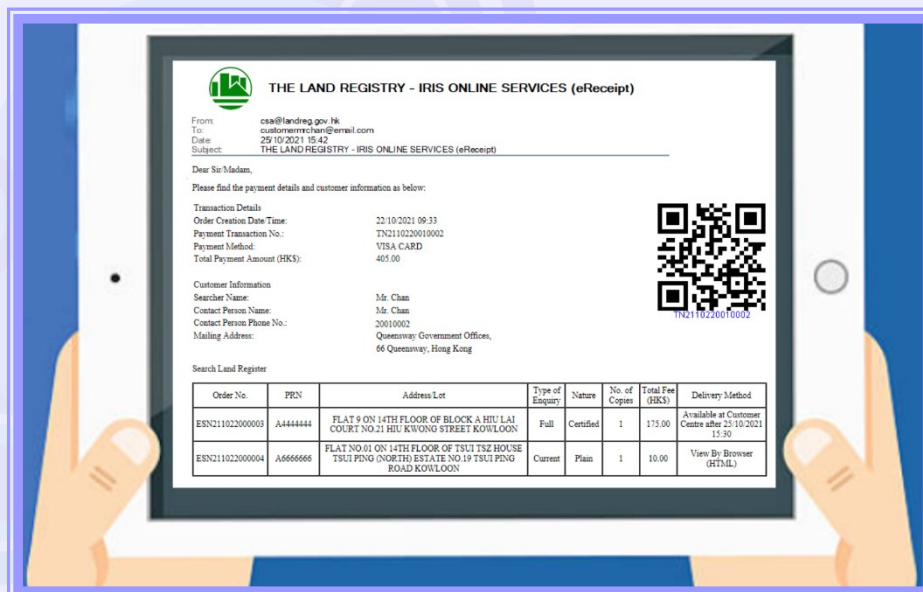 THE LAND REGISTRY - IRIS ONLINE SERVICES (eReceipt)
From: csa@landreg.gov.hk
To: customermrchan@email.com
Date: 25/10/2021 15:42
Subject: THE LAND REGISTRY - IRIS ONLINE SERVICES (eReceipt)
Dear Sir/Madam,
Please find the payment details and customer information as below:
Transaction Details
Order Creation Date/Time: 22/10/2021 09:33
Payment Transaction No.: TN2110220010002
Payment Method: VISA CARD
Total Payment Amount (HK$): 405.00
TN2110220010002
Customer Information
Searcher Name: Mr. Chan
Contact Person Name: Mr. Chan
Contact Person Phone No.: 20010002
Mailing Address: Queensway Government Offices,
66 Queensway, Hong Kong
Search Land Register
Order No. PRN Address/Lot Type of Enquiry Nature No. of Copies Total Fee (HK$) Delivery Method
ESN211022000003 A4444444 FLAT 9 ON 14TH FLOOR OF BLOCK A HIU LAI COURT NO.21 HIU KWONG STREET KOWLOON Full Certified 1 175.00 Available at Customer Centre after 25/10/2021 15:30
ESN211022000004 A6666666 FLAT NO.01 ON 14TH FLOOR OF TSUI TSZ HOUSE TSUI PING (NORTH) ESTATE NO.19 TSUI PING ROAD KOWLOON Current Plain 1 10.00 View By Browser (HTML)